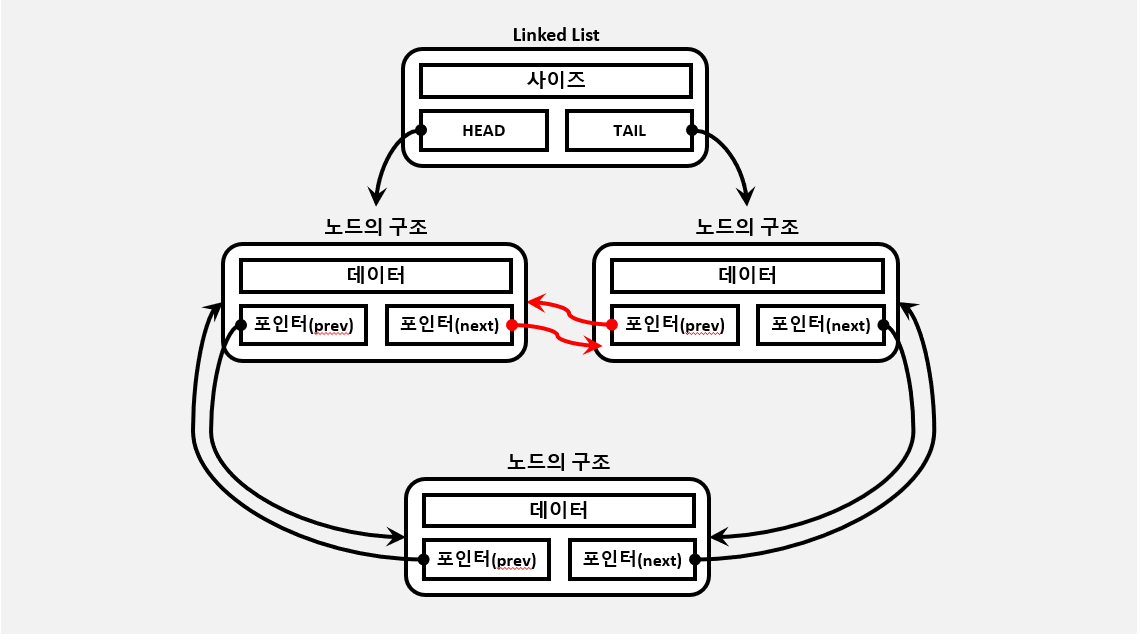 Linked List
사이즈
HEAD TAIL
노드의 구조 노드의 구조
데이터 데이터
포인터(prev) 포인터(next) 포인터(prev) 포인터(next)
노드의 구조
데이터
포인터(prev) 포인터(next)